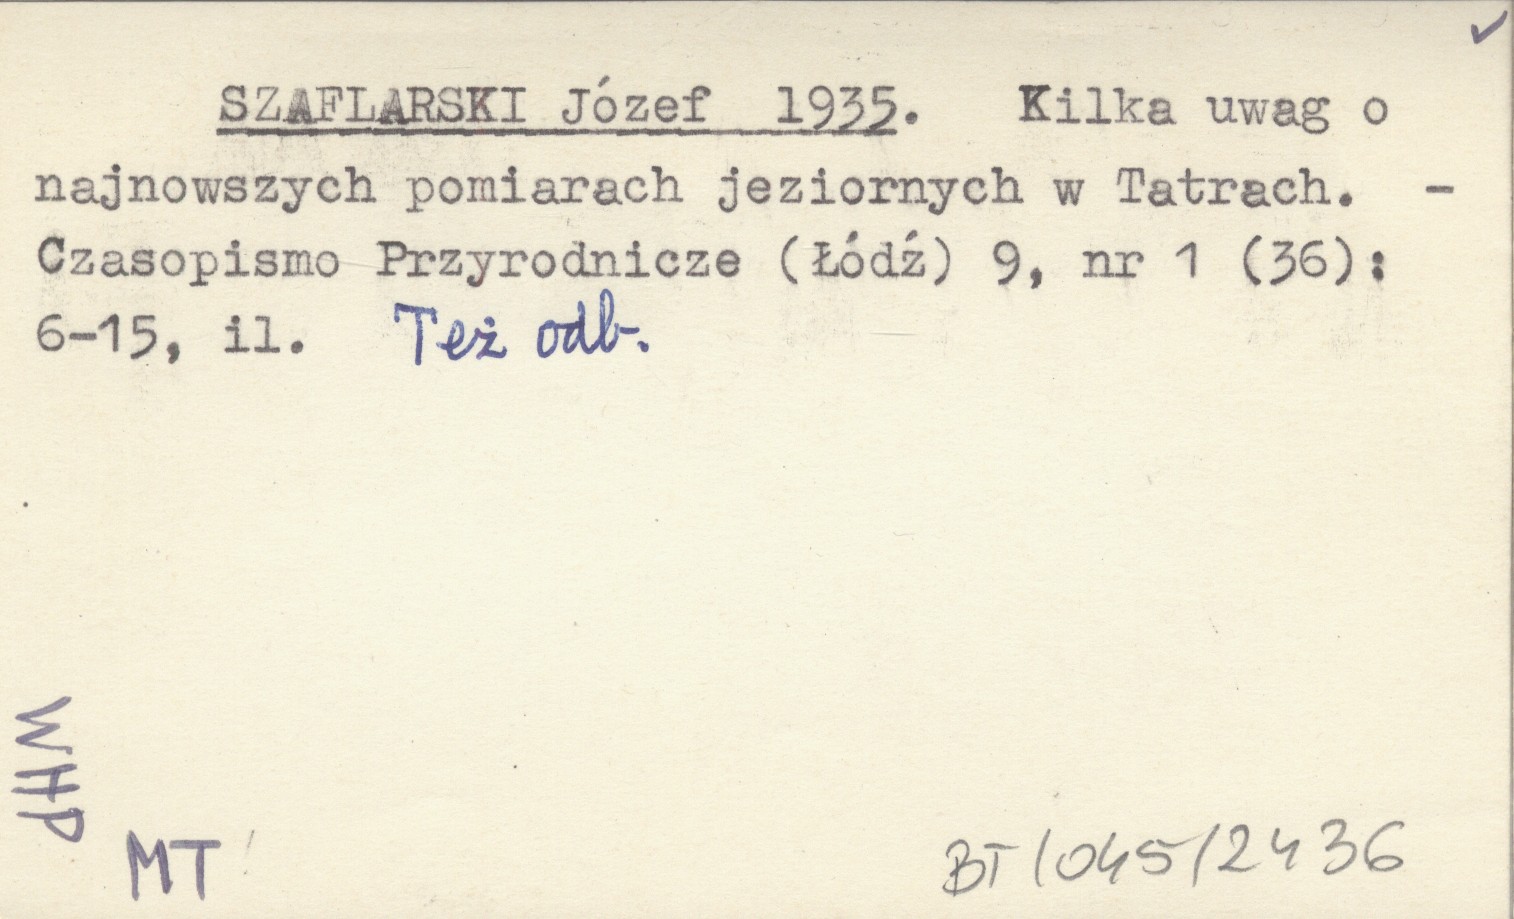 SZAFLARSKI Józef 1935. Kilka uwag o
najnowszych pomiarach jeziornych w Tatrach. -
Czasopismo Przyrodnicze (Łódź) 9, nr 1 (36):
6-15, il. Też odb.
WHP
MT
BT/045/2436